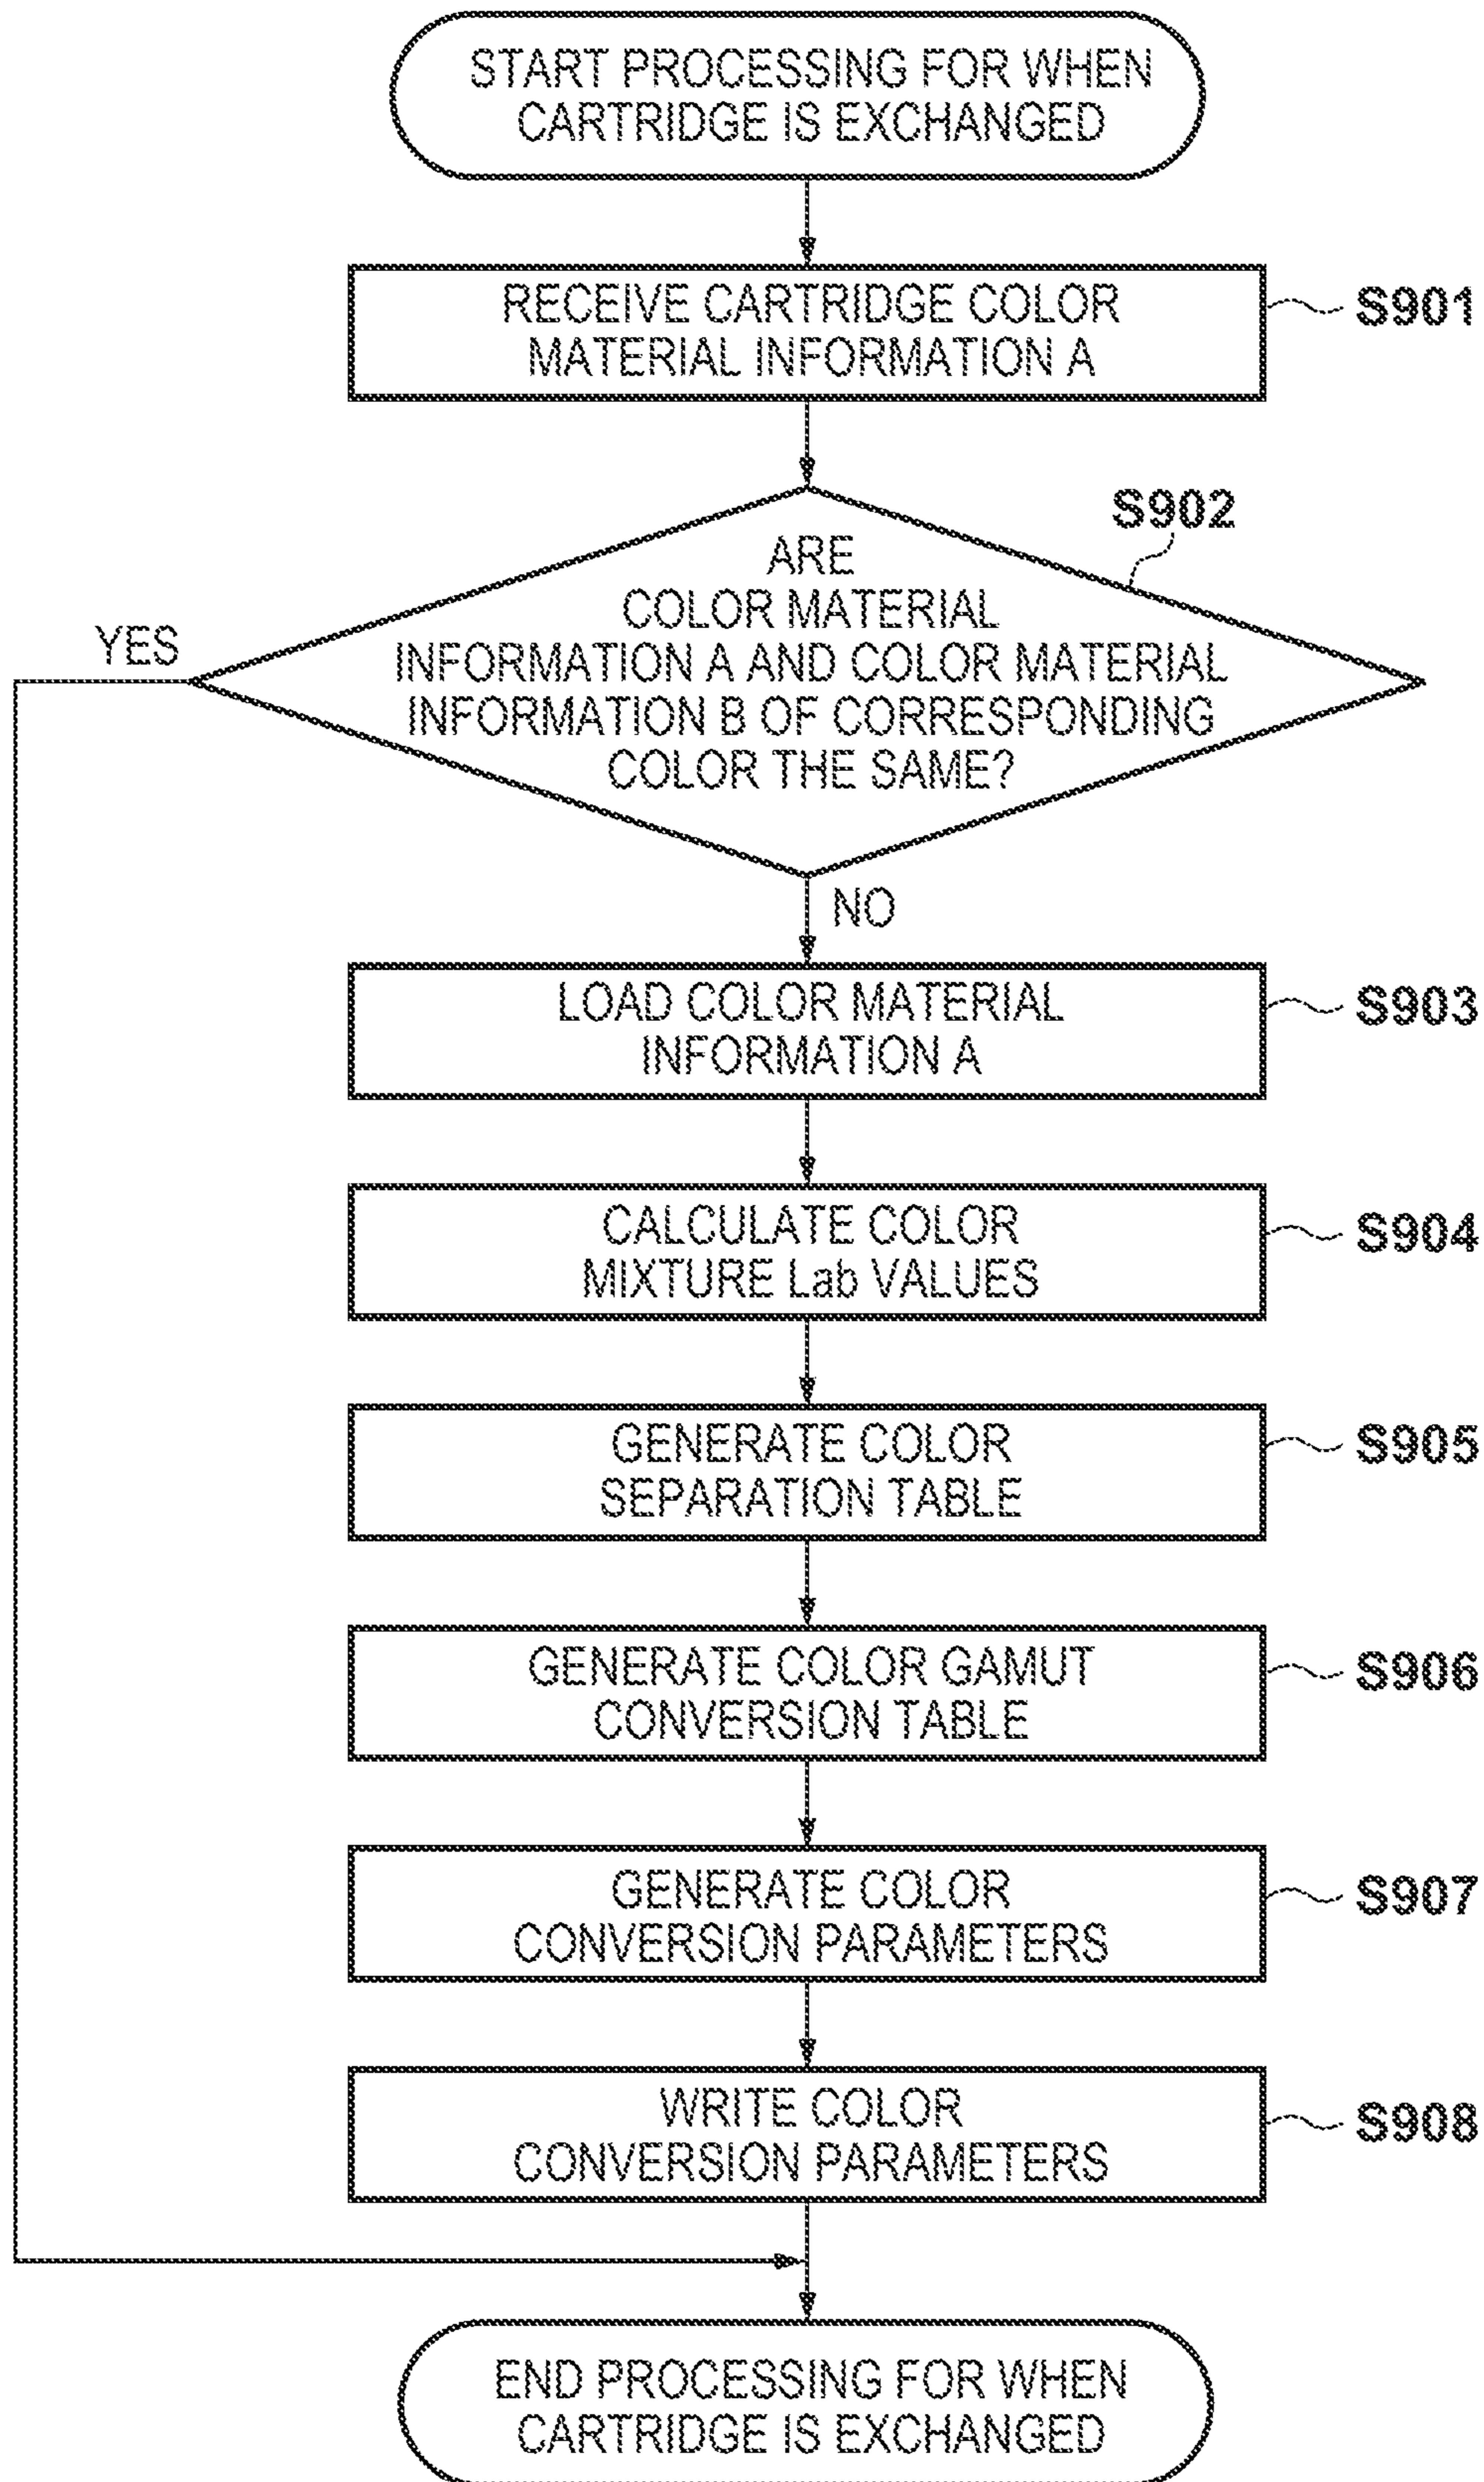 START PROCESSING FOR WHEN
CARTRIDGE IS EXCHANGED
RECEIVE CARTRIDGE COLOR
MATERIAL INFORMATION A
S901
S902
ARE
COLOR MATERIAL
INFORMATION A AND COLOR MATERIAL
INFORMATION B OF CORRESPONDING
COLOR THE SAME?
YES
NO
LOAD COLOR MATERIAL
INFORMATION A
S903
CALCULATE COLOR
MIXTURE Lab VALUES
S904
GENERATE COLOR
SEPARATION TABLE
S905
GENERATE COLOR GAMUT
CONVERSION TABLE
S906
GENERATE COLOR
CONVERSION PARAMETERS
S907
WRITE COLOR
CONVERSION PARAMETERS
S908
END PROCESSING FOR WHEN
CARTRIDGE IS EXCHANGED